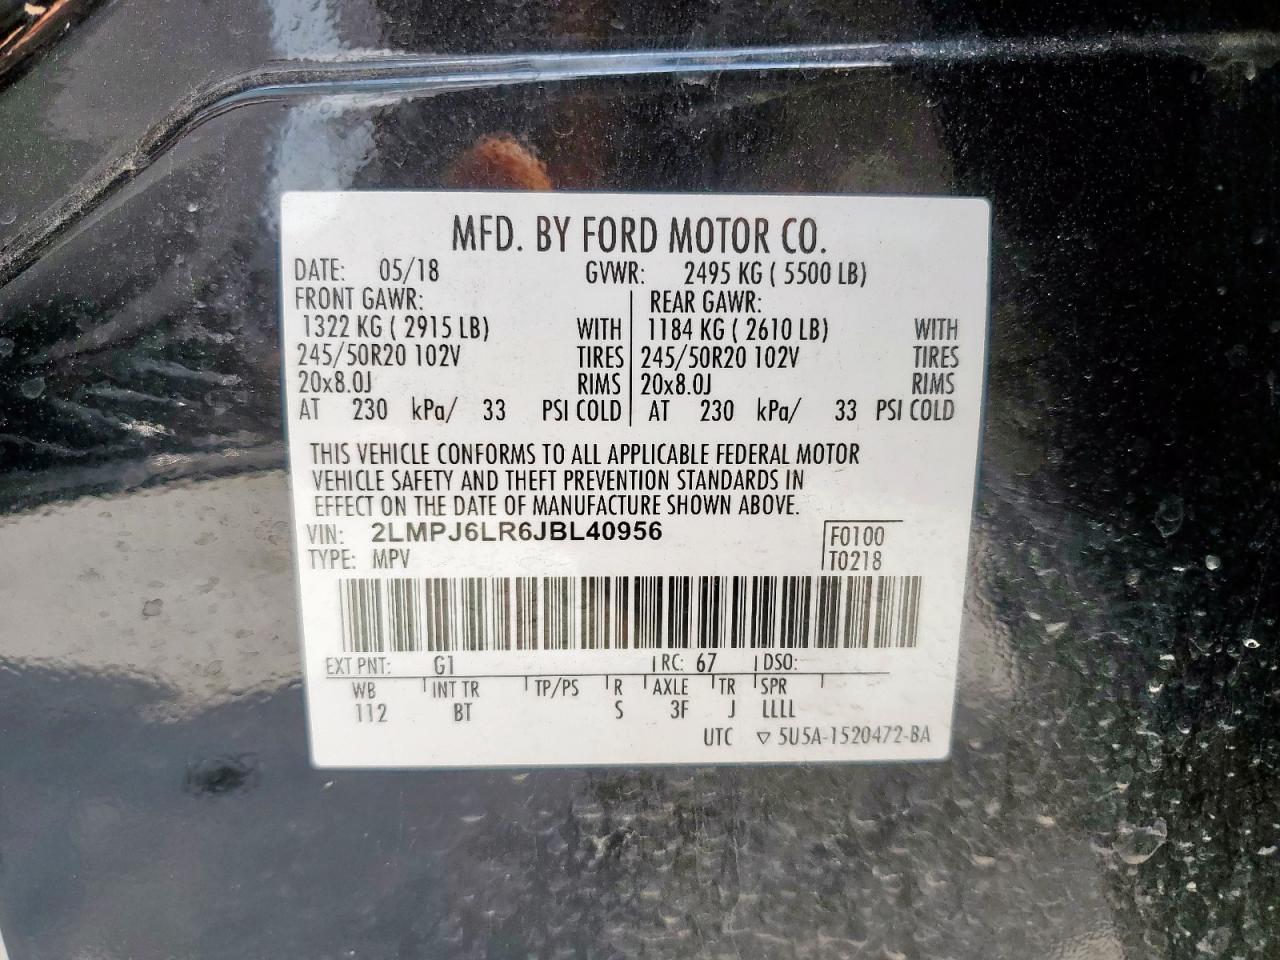 MFD. BY FORD MOTOR CO.
DATE: 05/18 GVWR: 2495 KG ( 5500 LB)
FRONT GAWR: REAR GAWR:
1322 KG ( 2915 LB) WITH 1184 KG ( 2610 LB) WITH
245/50R20 102V TIRES 245/50R20 102V TIRES
20x8.0J RIMS 20x8.0J RIMS
AT 230 kPa/ 33 PSI COLD AT 230 kPa/ 33 PSI COLD
THIS VEHICLE CONFORMS TO ALL APPLICABLE FEDERAL MOTOR
VEHICLE SAFETY AND THEFT PREVENTION STANDARDS IN
EFFECT ON THE DATE OF MANUFACTURE SHOWN ABOVE.
VIN: 2LMPJ6LR6JBL40956 F0100
TYPE: MPV T0218
EXT PNT: G1 RC: 67 DSO:
WB INT TR TP/PS R AXLE TR SPR
112 BT S 3F J LLLL
UTC ▽ 5U5A-1520472-BA